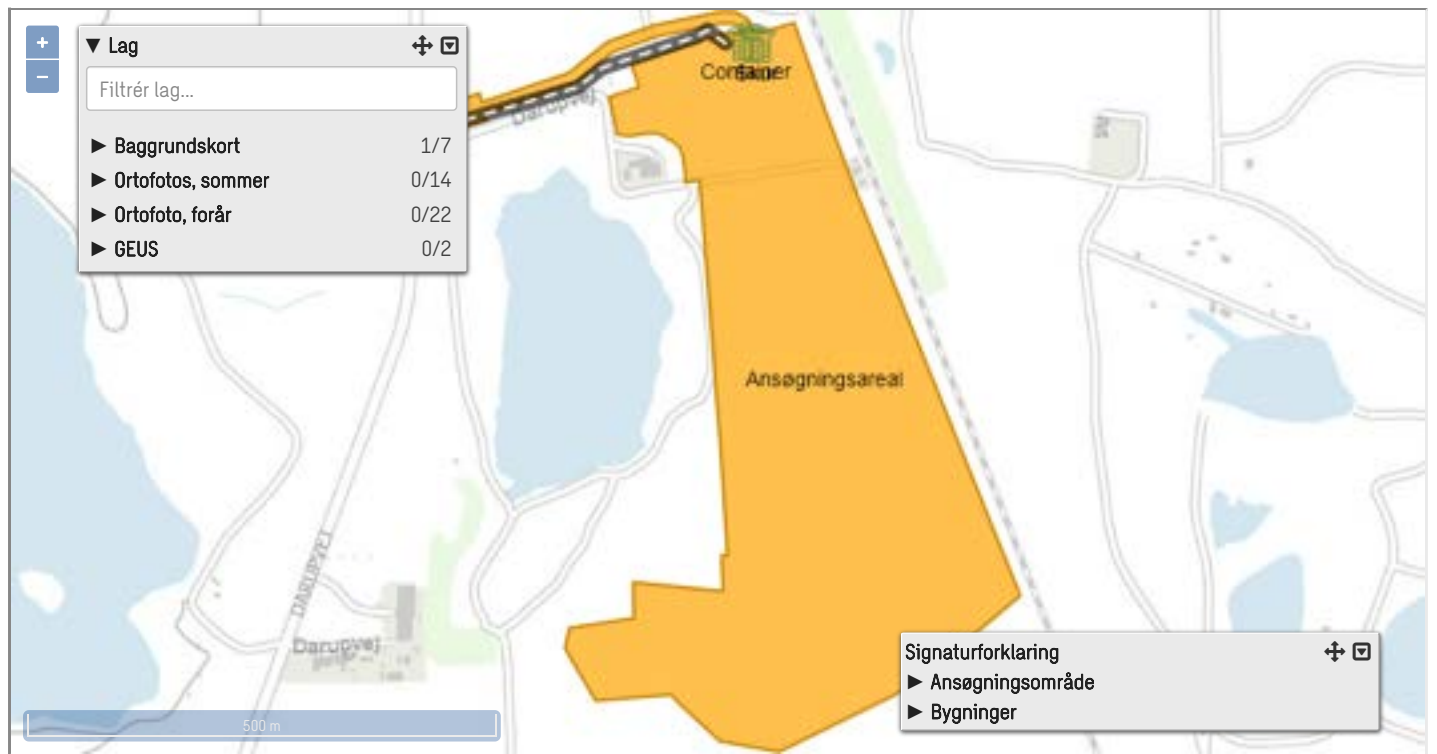 +
−
▼ Lag
Filtrér lag...
► Baggrundskort 1/7
► Ortofotos, sommer 0/14
► Ortofoto, forår 0/22
► GEUS 0/2
Container
Darupvej
Ansøgningsareal
DARUPVEJ
Darupvej
500 m
Signaturforklaring
► Ansøgningsområde
► Bygninger